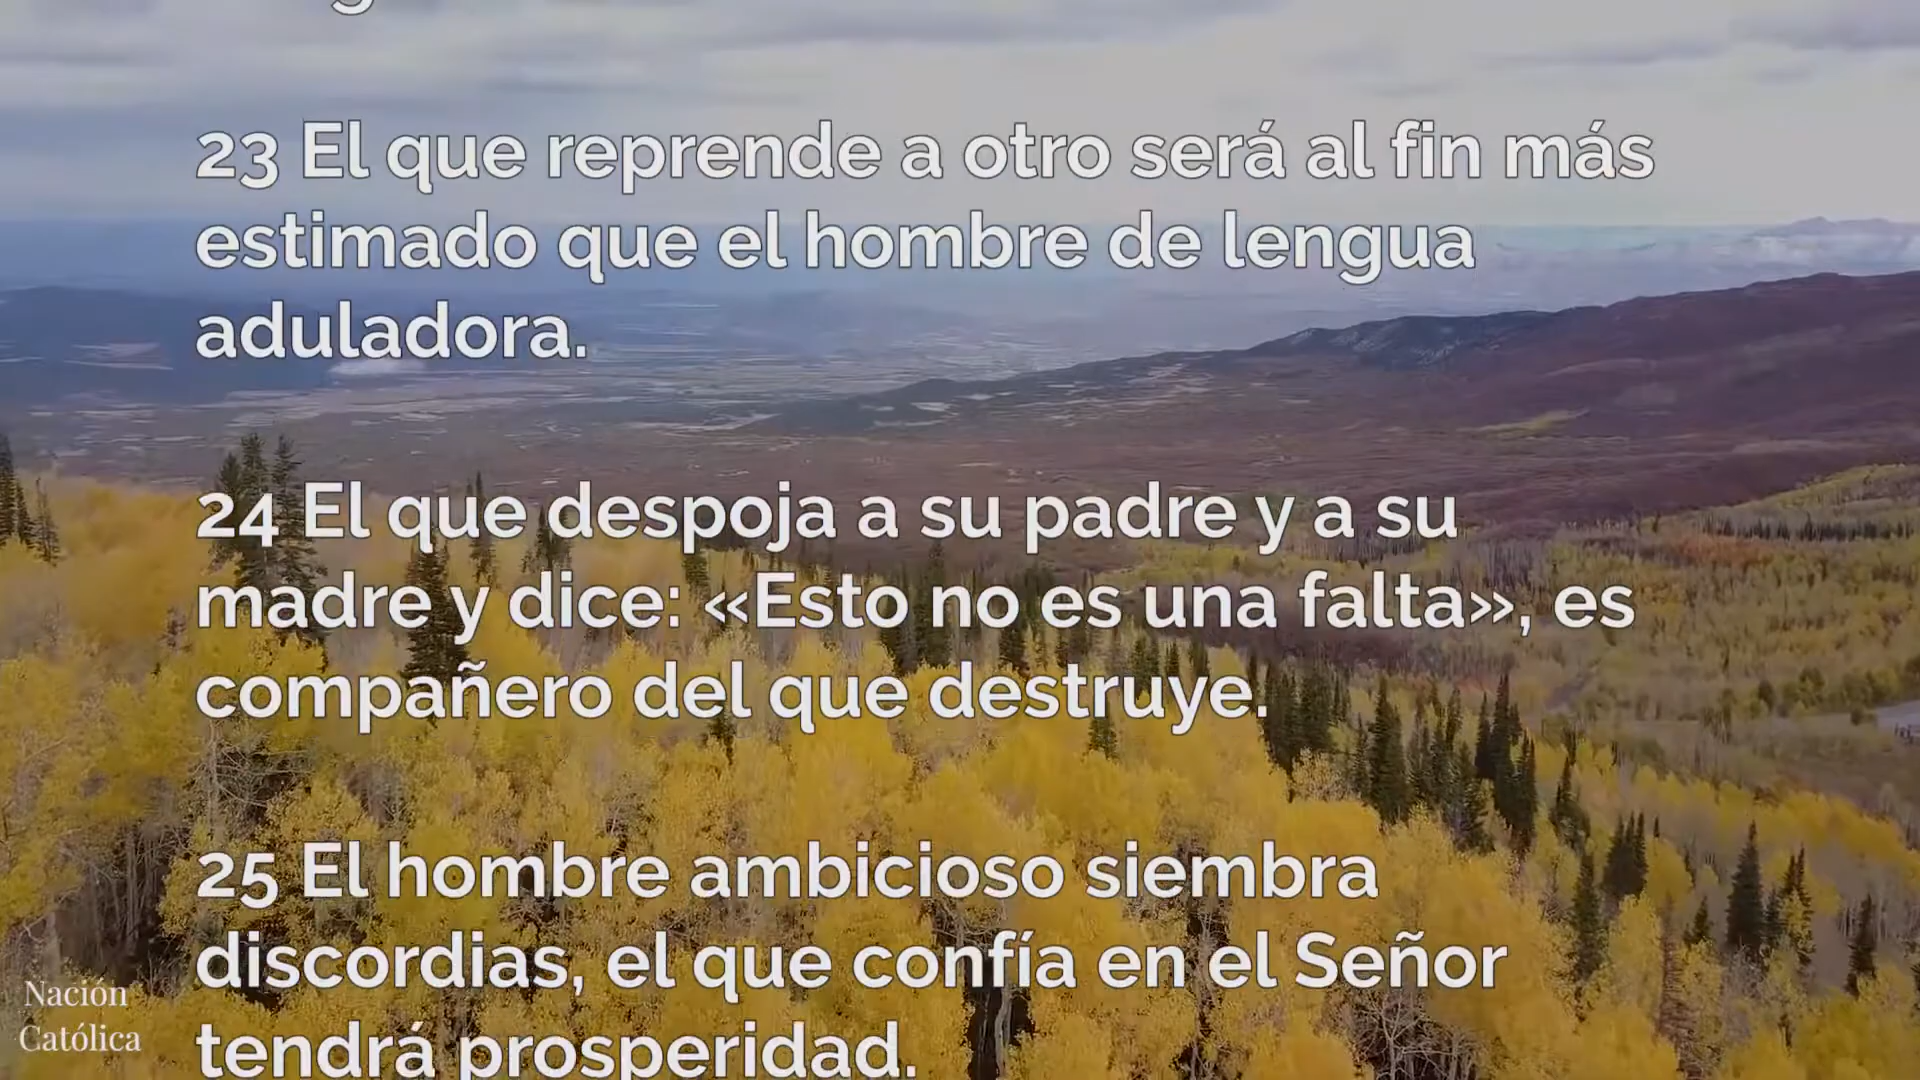 23 El que reprende a otro será al fin más
estimado que el hombre de lengua
aduladora.
24 El que despoja a su padre y a su
madre y dice: «Esto no es una falta», es
compañero del que destruye.
25 El hombre ambicioso siembra
discordias, el que confía en el Señor
tendrá prosperidad.
Nación
Católica